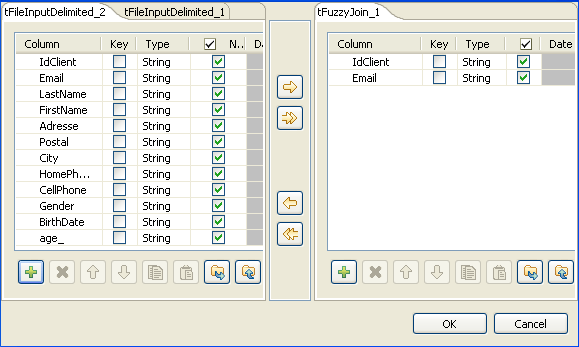 tFileInputDelimited_2 tFileInputDelimited_1 tFuzzyJoin_1
Column Key Type N.. Da Column Key Type Date
IdClient String IdClient String
Email String Email String
LastName String
FirstName String
Adresse String
Postal String
City String
HomePh... String
CellPhone String
Gender String
BirthDate String
age_ String
OK Cancel